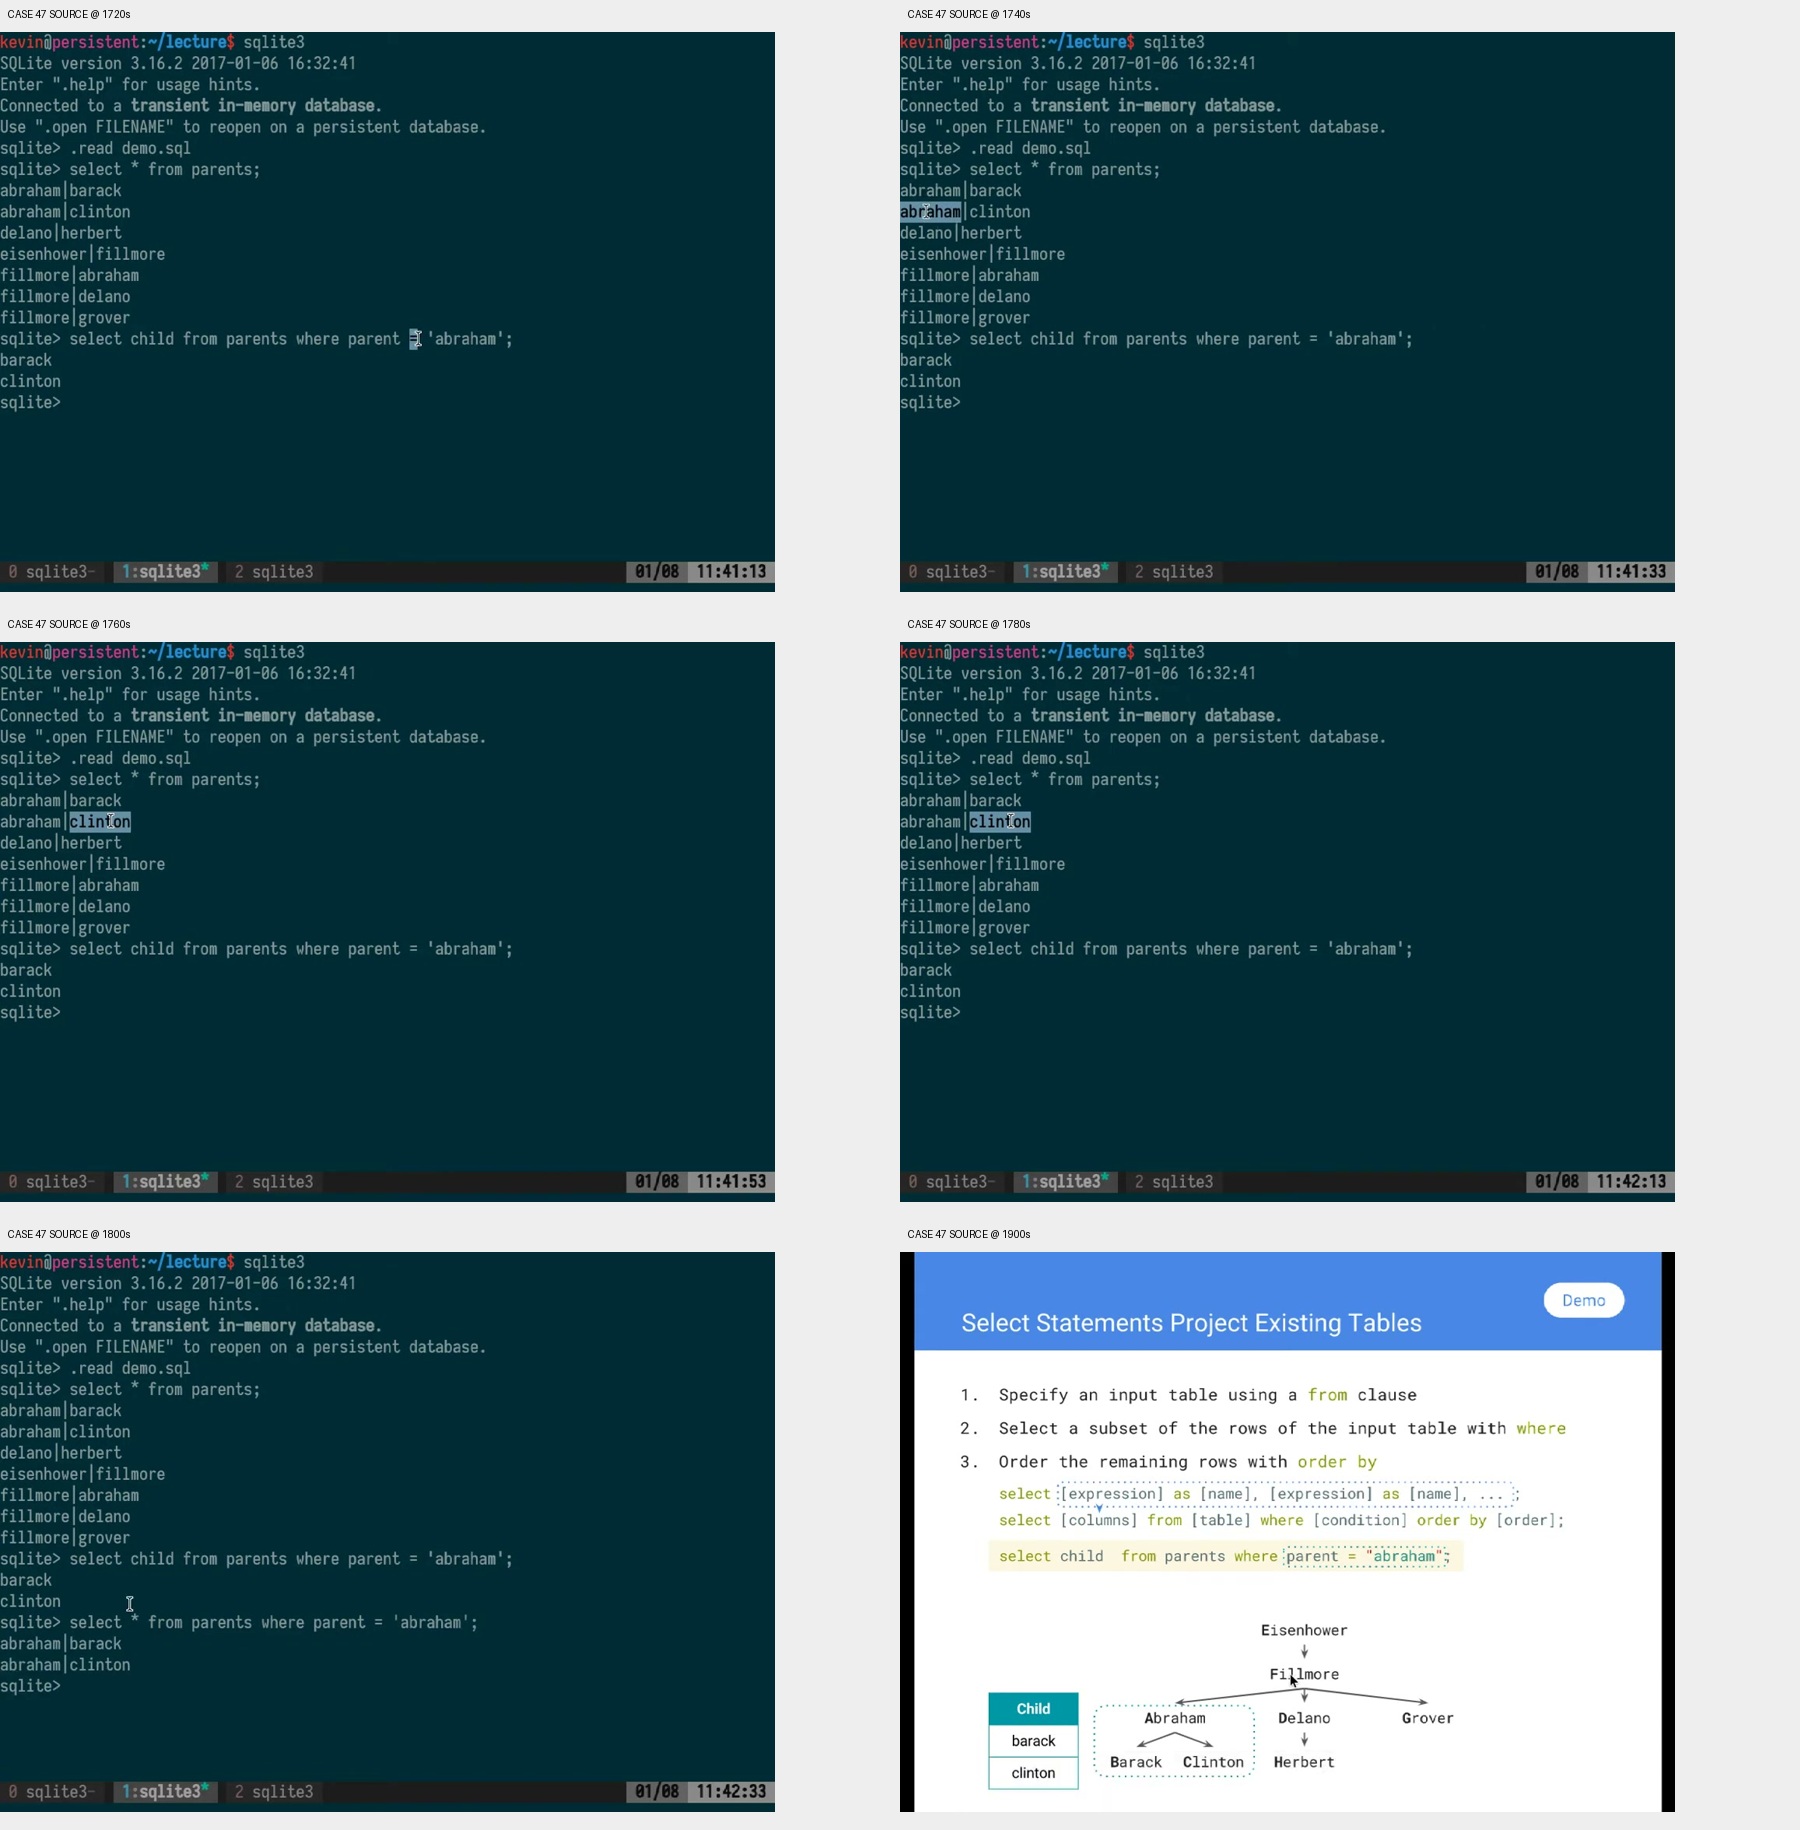 CASE 47 SOURCE @ 1720s
kevin@persistent:~/lecture$ sqlite3
SQLite version 3.16.2 2017-01-06 16:32:41
Enter ".help" for usage hints.
Connected to a transient in-memory database.
Use ".open FILENAME" to reopen on a persistent database.
sqlite> .read demo.sql
sqlite> select * from parents;
abraham|barack
abraham|clinton
delano|herbert
eisenhower|fillmore
fillmore|abraham
fillmore|delano
fillmore|grover
sqlite> select child from parents where parent = 'abraham';
barack
clinton
sqlite>
0 sqlite3- 1:sqlite3* 2 sqlite3 01/08 11:41:13
CASE 47 SOURCE @ 1740s
kevin@persistent:~/lecture$ sqlite3
SQLite version 3.16.2 2017-01-06 16:32:41
Enter ".help" for usage hints.
Connected to a transient in-memory database.
Use ".open FILENAME" to reopen on a persistent database.
sqlite> .read demo.sql
sqlite> select * from parents;
abraham|barack
abraham|clinton
delano|herbert
eisenhower|fillmore
fillmore|abraham
fillmore|delano
fillmore|grover
sqlite> select child from parents where parent = 'abraham';
barack
clinton
sqlite>
0 sqlite3- 1:sqlite3* 2 sqlite3 01/08 11:41:33
CASE 47 SOURCE @ 1760s
kevin@persistent:~/lecture$ sqlite3
SQLite version 3.16.2 2017-01-06 16:32:41
Enter ".help" for usage hints.
Connected to a transient in-memory database.
Use ".open FILENAME" to reopen on a persistent database.
sqlite> .read demo.sql
sqlite> select * from parents;
abraham|barack
abraham|clinton
delano|herbert
eisenhower|fillmore
fillmore|abraham
fillmore|delano
fillmore|grover
sqlite> select child from parents where parent = 'abraham';
barack
clinton
sqlite>
0 sqlite3- 1:sqlite3* 2 sqlite3 01/08 11:41:53
CASE 47 SOURCE @ 1780s
kevin@persistent:~/lecture$ sqlite3
SQLite version 3.16.2 2017-01-06 16:32:41
Enter ".help" for usage hints.
Connected to a transient in-memory database.
Use ".open FILENAME" to reopen on a persistent database.
sqlite> .read demo.sql
sqlite> select * from parents;
abraham|barack
abraham|clinton
delano|herbert
eisenhower|fillmore
fillmore|abraham
fillmore|delano
fillmore|grover
sqlite> select child from parents where parent = 'abraham';
barack
clinton
sqlite>
0 sqlite3- 1:sqlite3* 2 sqlite3 01/08 11:42:13
CASE 47 SOURCE @ 1800s
kevin@persistent:~/lecture$ sqlite3
SQLite version 3.16.2 2017-01-06 16:32:41
Enter ".help" for usage hints.
Connected to a transient in-memory database.
Use ".open FILENAME" to reopen on a persistent database.
sqlite> .read demo.sql
sqlite> select * from parents;
abraham|barack
abraham|clinton
delano|herbert
eisenhower|fillmore
fillmore|abraham
fillmore|delano
fillmore|grover
sqlite> select child from parents where parent = 'abraham';
barack
clinton
sqlite> select * from parents where parent = 'abraham';
abraham|barack
abraham|clinton
sqlite>
0 sqlite3- 1:sqlite3* 2 sqlite3 01/08 11:42:33
CASE 47 SOURCE @ 1900s
Demo
Select Statements Project Existing Tables
1. Specify an input table using a from clause
2. Select a subset of the rows of the input table with where
3. Order the remaining rows with order by
select [expression] as [name], [expression] as [name], ... ;
select [columns] from [table] where [condition] order by [order];
select child from parents where parent = "abraham";
Eisenhower
Fillmore
Abraham Delano Grover
Barack Clinton Herbert
Child
barack
clinton